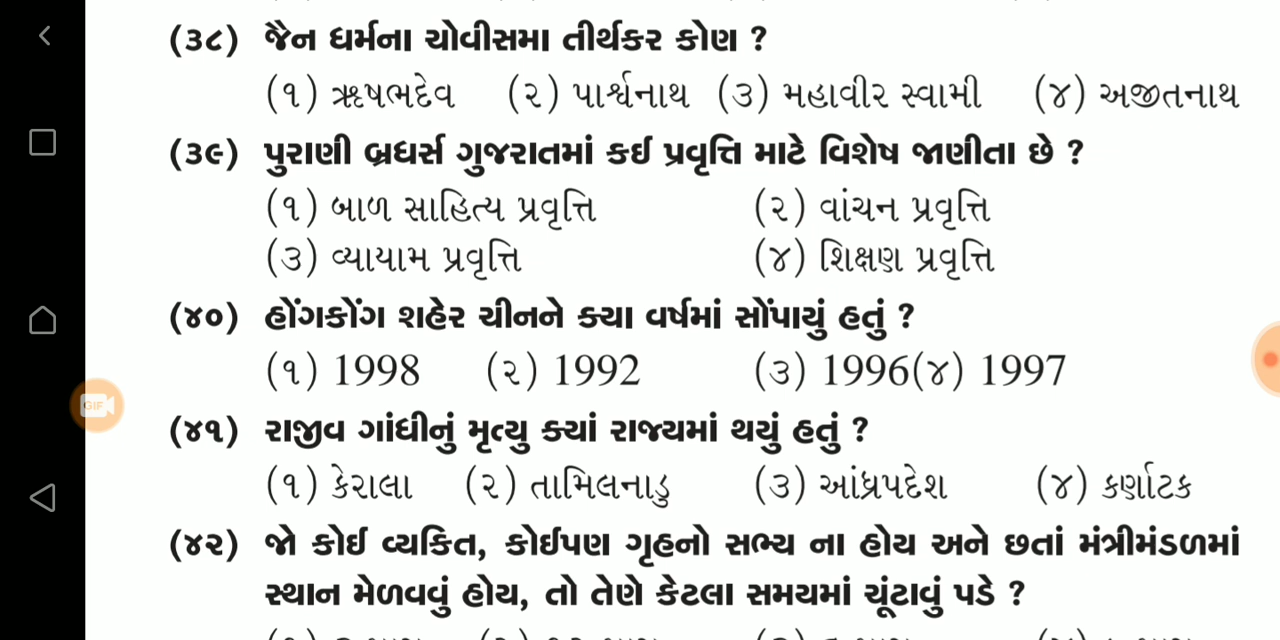 (૩૮) જૈન ધર્મના ચોવીસમા તીર્થકર કોણ ?
(૧) ઋષભદેવ (૨) પાર્શ્વનાથ (૩) મહાવીર સ્વામી (૪) અજીતનાથ
(૩૯) પુરાણી બ્રધર્સ ગુજરાતમાં કઈ પ્રવૃત્તિ માટે વિશેષ જાણીતા છે ?
(૧) બાળ સાહિત્ય પ્રવૃત્તિ (૨) વાંચન પ્રવૃત્તિ
(૩) વ્યાયામ પ્રવૃત્તિ (૪) શિક્ષણ પ્રવૃત્તિ
(૪૦) હોંગકોંગ શહેર ચીનને ક્યા વર્ષમાં સોંપાયું હતું ?
(૧) 1998 (૨) 1992 (૩) 1996(૪) 1997
GIF
(૪૧) રાજીવ ગાંધીનું મૃત્યુ ક્યાં રાજ્યમાં થયું હતું ?
(૧) કેરાલા (૨) તામિલનાડુ (૩) આંધ્રપદેશ (૪) કર્ણાટક
(૪૨) જો કોઈ વ્યકિત, કોઈપણ ગૃહનો સભ્ય ના હોય અને છતાં મંત્રીમંડળમાં
સ્થાન મેળવવું હોય, તો તેણે કેટલા સમયમાં ચૂંટાવું પડે ?